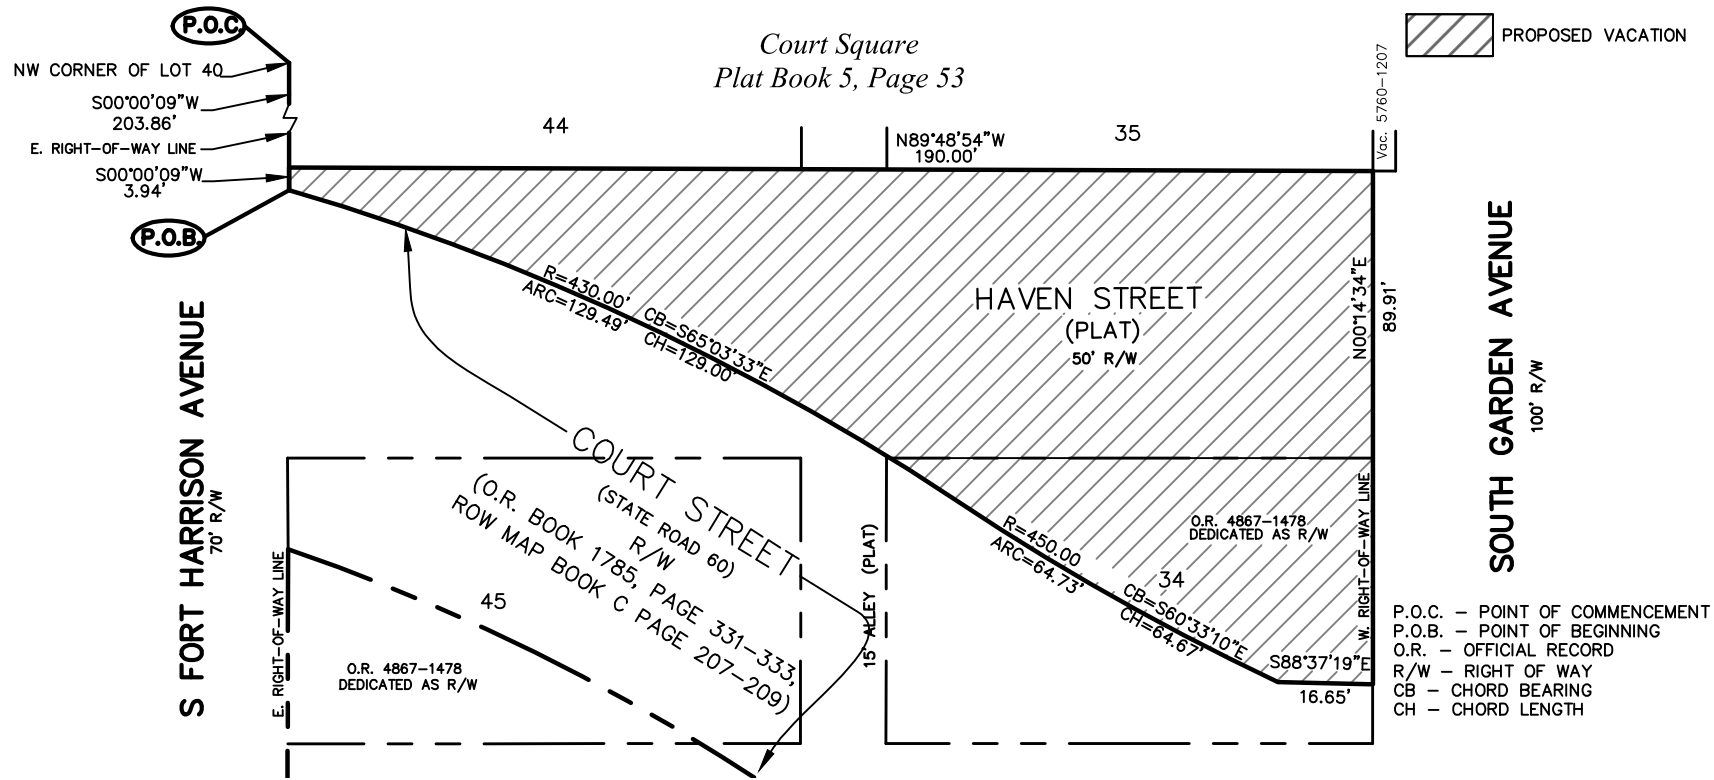 P.O.C.
NW CORNER OF LOT 40
S00°00'09"W
203.86'
E. RIGHT-OF-WAY LINE
S00°00'09"W
3.94'
P.O.B.
Court Square
Plat Book 5, Page 53
44
N89°48'54"W
190.00'
35
Vac. 5760-1207
PROPOSED VACATION
R=430.00'
ARC=129.49'
CB=S65°03'33"E
CH=129.00'
HAVEN STREET
(PLAT)
50' R/W
N00°14'34"E
89.91'
SOUTH GARDEN AVENUE
100' R/W
S FORT HARRISON AVENUE
70' R/W
E. RIGHT-OF-WAY LINE
COURT STREET
(STATE ROAD 60)
R/W
(O.R. BOOK 1785, PAGE 331-333,
ROW MAP BOOK C PAGE 207-209)
45
O.R. 4867-1478
DEDICATED AS R/W
15' ALLEY (PLAT)
R=450.00
ARC=64.73'
34
CB=S60°33'10"E
CH=64.67'
O.R. 4867-1478
DEDICATED AS R/W
W. RIGHT-OF-WAY LINE
S88°37'19"E
16.65'
P.O.C. - POINT OF COMMENCEMENT
P.O.B. - POINT OF BEGINNING
O.R. - OFFICIAL RECORD
R/W - RIGHT OF WAY
CB - CHORD BEARING
CH - CHORD LENGTH